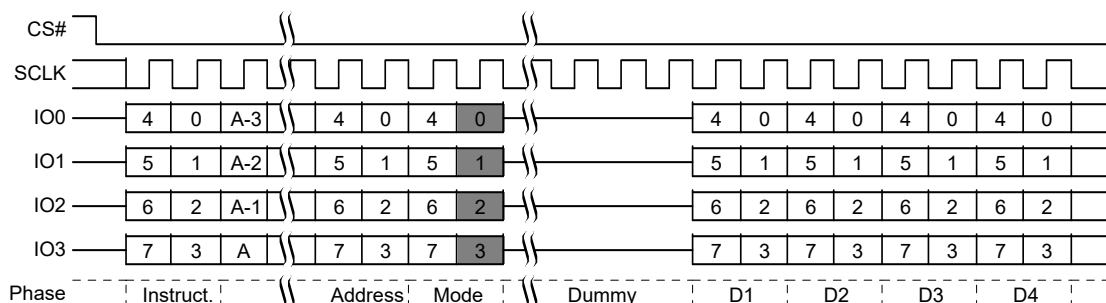 CS#
SCLK
IO0 4 0 A-3 4 0 4 0 4 0 4 0 4 0 4 0
IO1 5 1 A-2 5 1 5 1 5 1 5 1 5 1 5 1
IO2 6 2 A-1 6 2 6 2 6 2 6 2 6 2 6 2
IO3 7 3 A 7 3 7 3 7 3 7 3 7 3 7 3
Phase Instruct. Address Mode Dummy D1 D2 D3 D4